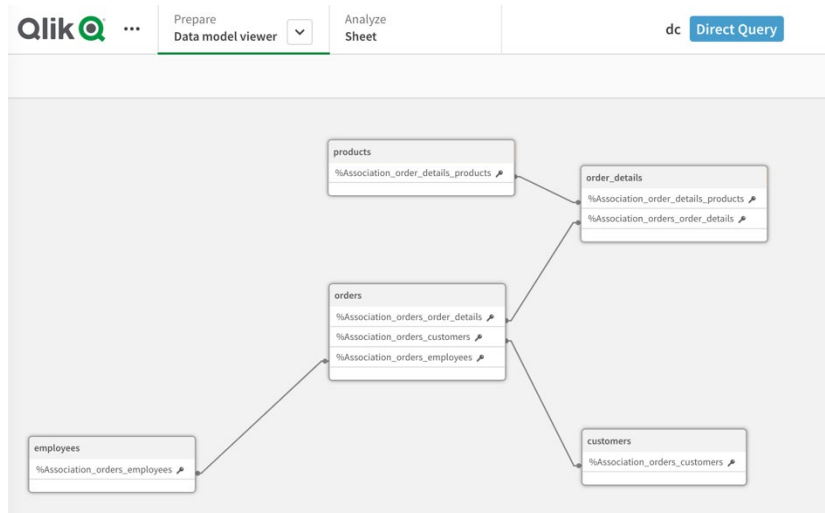 Qlik
Prepare
Data model viewer
Analyze
Sheet
dc
Direct Query
products
%Association_order_details_products
order_details
%Association_order_details_products
%Association_orders_order_details
orders
%Association_orders_order_details
%Association_orders_customers
%Association_orders_employees
employees
%Association_orders_employees
customers
%Association_orders_customers